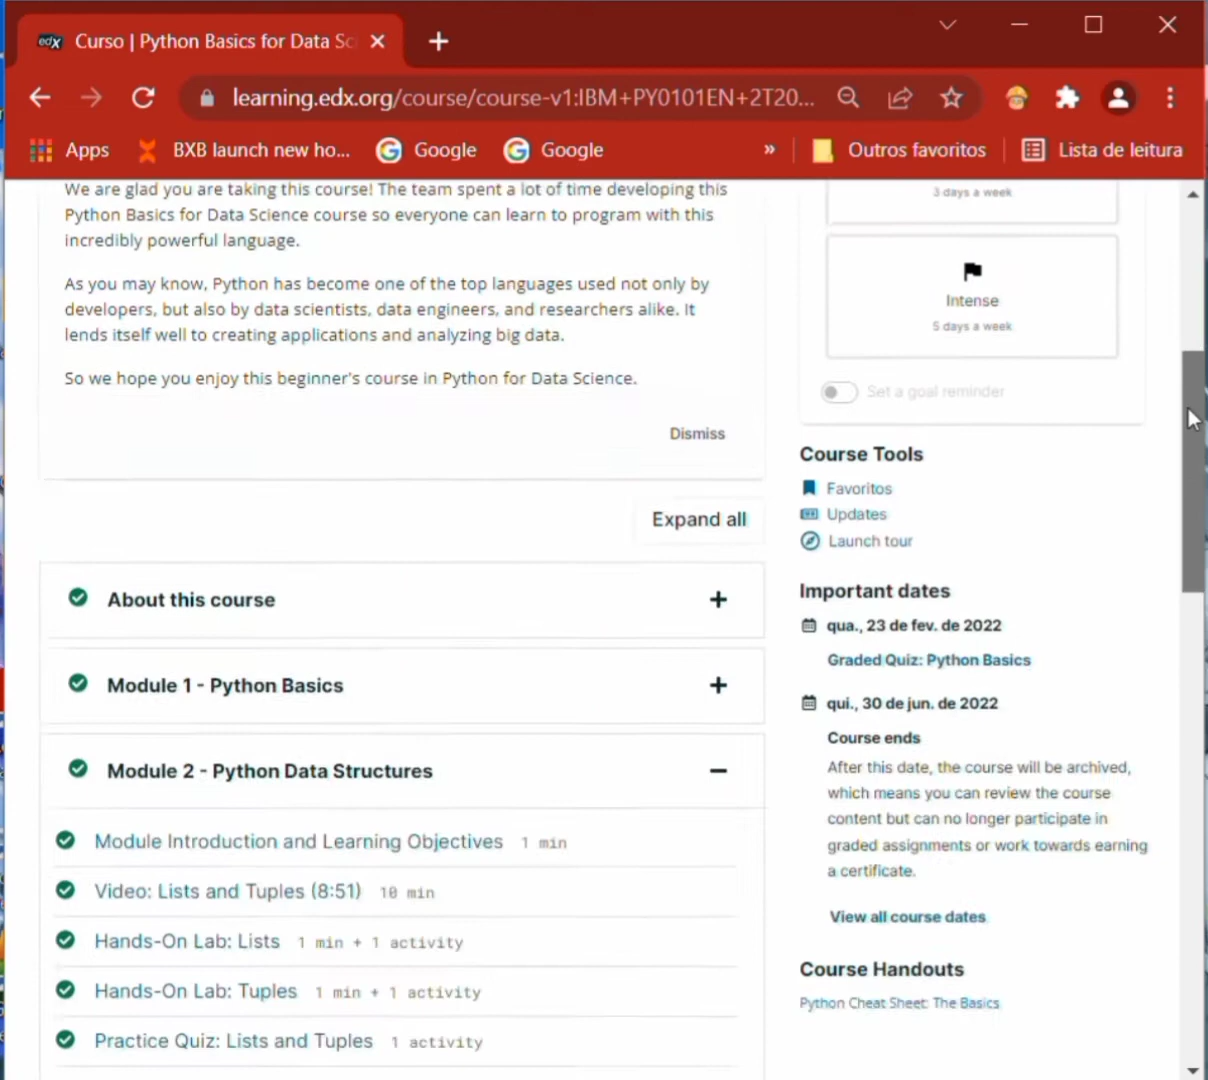 edX Curso | Python Basics for Data Sc
learning.edx.org/course/course-v1:IBM+PY0101EN+2T20...
Apps BXB launch new ho... Google Google » Outros favoritos Lista de leitura
We are glad you are taking this course! The team spent a lot of time developing this
Python Basics for Data Science course so everyone can learn to program with this
incredibly powerful language.
As you may know, Python has become one of the top languages used not only by
developers, but also by data scientists, data engineers, and researchers alike. It
lends itself well to creating applications and analyzing big data.
So we hope you enjoy this beginner's course in Python for Data Science.
Dismiss
Expand all
About this course
Module 1 - Python Basics
Module 2 - Python Data Structures
Module Introduction and Learning Objectives 1 min
Video: Lists and Tuples (8:51) 10 min
Hands-On Lab: Lists 1 min + 1 activity
Hands-On Lab: Tuples 1 min + 1 activity
Practice Quiz: Lists and Tuples 1 activity
3 days a week
Intense
5 days a week
Set a goal reminder
Course Tools
Favoritos
Updates
Launch tour
Important dates
qua., 23 de fev. de 2022
Graded Quiz: Python Basics
qui., 30 de jun. de 2022
Course ends
After this date, the course will be archived,
which means you can review the course
content but can no longer participate in
graded assignments or work towards earning
a certificate.
View all course dates
Course Handouts
Python Cheat Sheet: The Basics